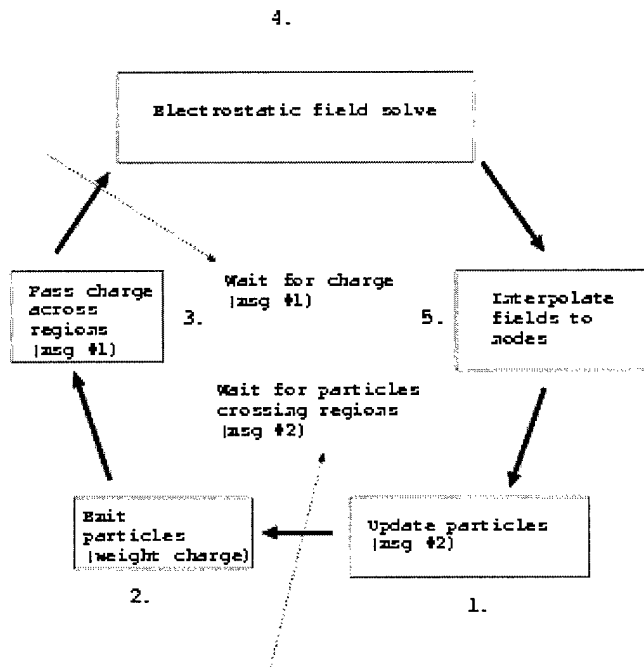 4.
Electrostatic field solve
Pass charge
across
regions
(msg #1)
3.
Wait for charge
(msg #1)
5.
Interpolate
fields to
nodes
Wait for particles
crossing regions
(msg #2)
Emit
particles
(weight charge)
Update particles
(msg #2)
2.
1.